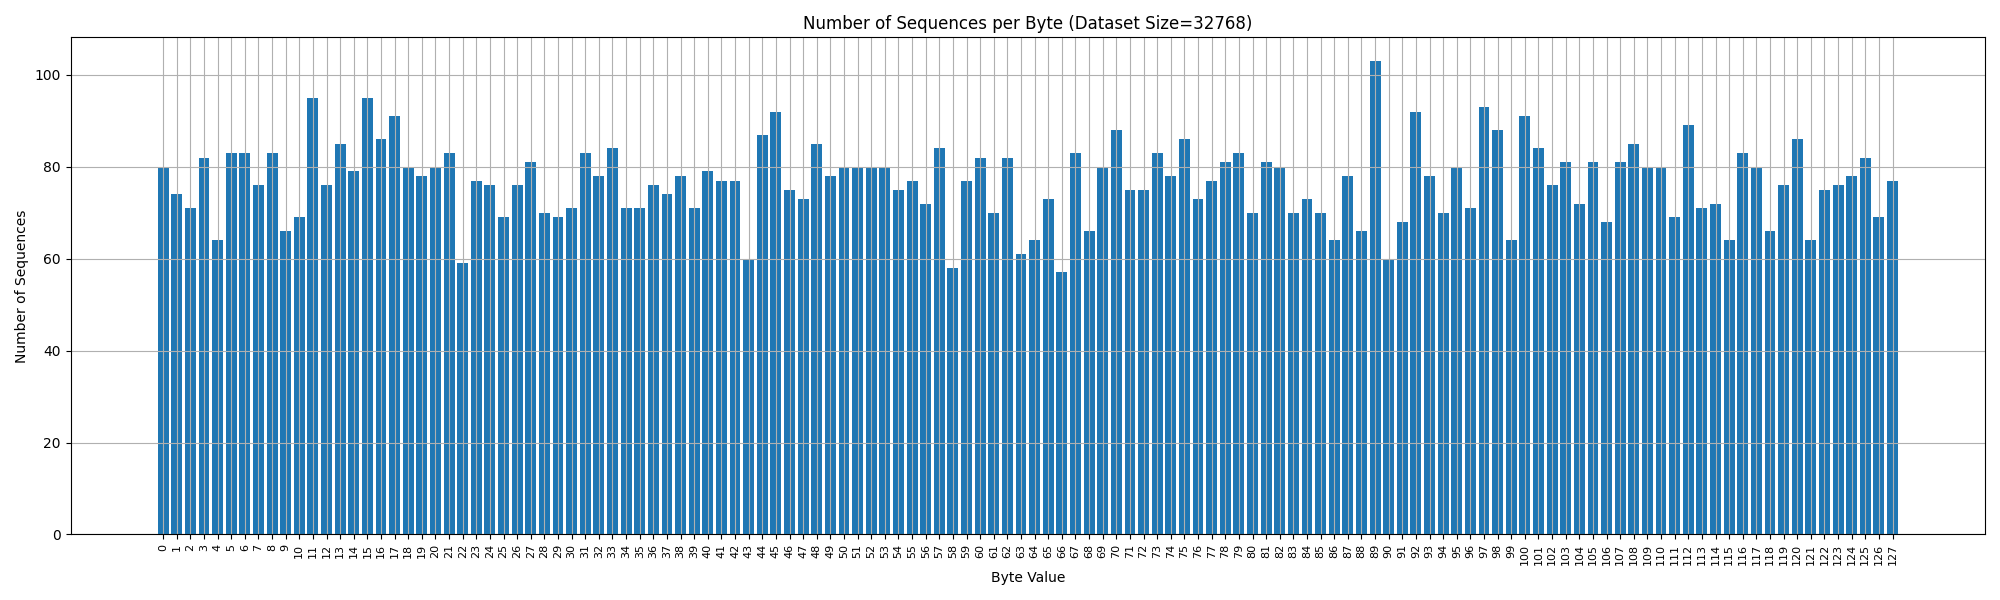 Number of Sequences per Byte (Dataset Size=32768)
Number of Sequences
100
80
60
40
20
0
0 1 2 3 4 5 6 7 8 9 10 11 12 13 14 15 16 17 18 19 20 21 22 23 24 25 26 27 28 29 30 31 32 33 34 35 36 37 38 39 40 41 42 43 44 45 46 47 48 49 50 51 52 53 54 55 56 57 58 59 60 61 62 63 64 65 66 67 68 69 70 71 72 73 74 75 76 77 78 79 80 81 82 83 84 85 86 87 88 89 90 91 92 93 94 95 96 97 98 99 100 101 102 103 104 105 106 107 108 109 110 111 112 113 114 115 116 117 118 119 120 121 122 123 124 125 126 127
Byte Value